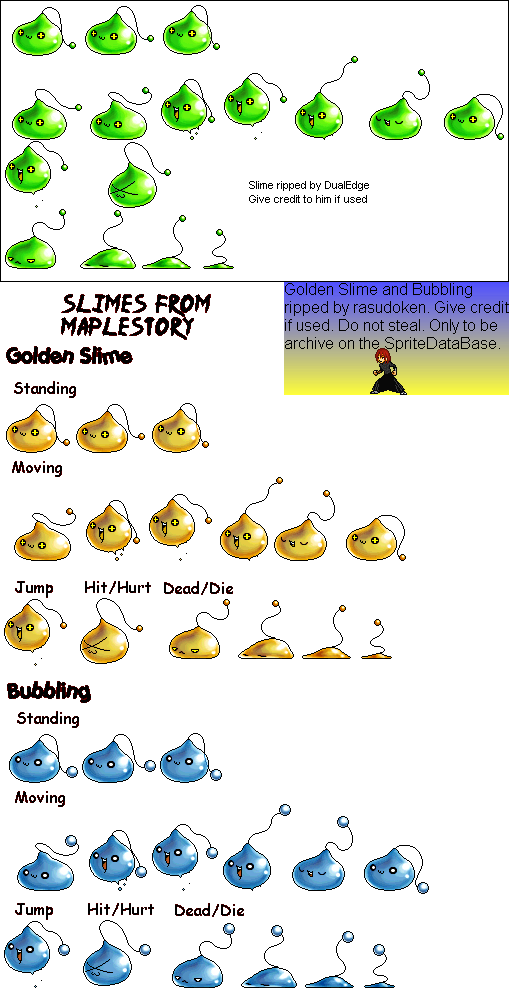 Slime ripped by DualEdge
Give credit to him if used
SLIMES FROM
MAPLESTORY
Golden Slime and Bubbling
ripped by rasudoken. Give credit
if used. Do not steal. Only to be
archive on the SpriteDataBase.
Golden Slime
Standing
Moving
Jump Hit/Hurt Dead/Die
Bubbling
Standing
Moving
Jump Hit/Hurt Dead/Die